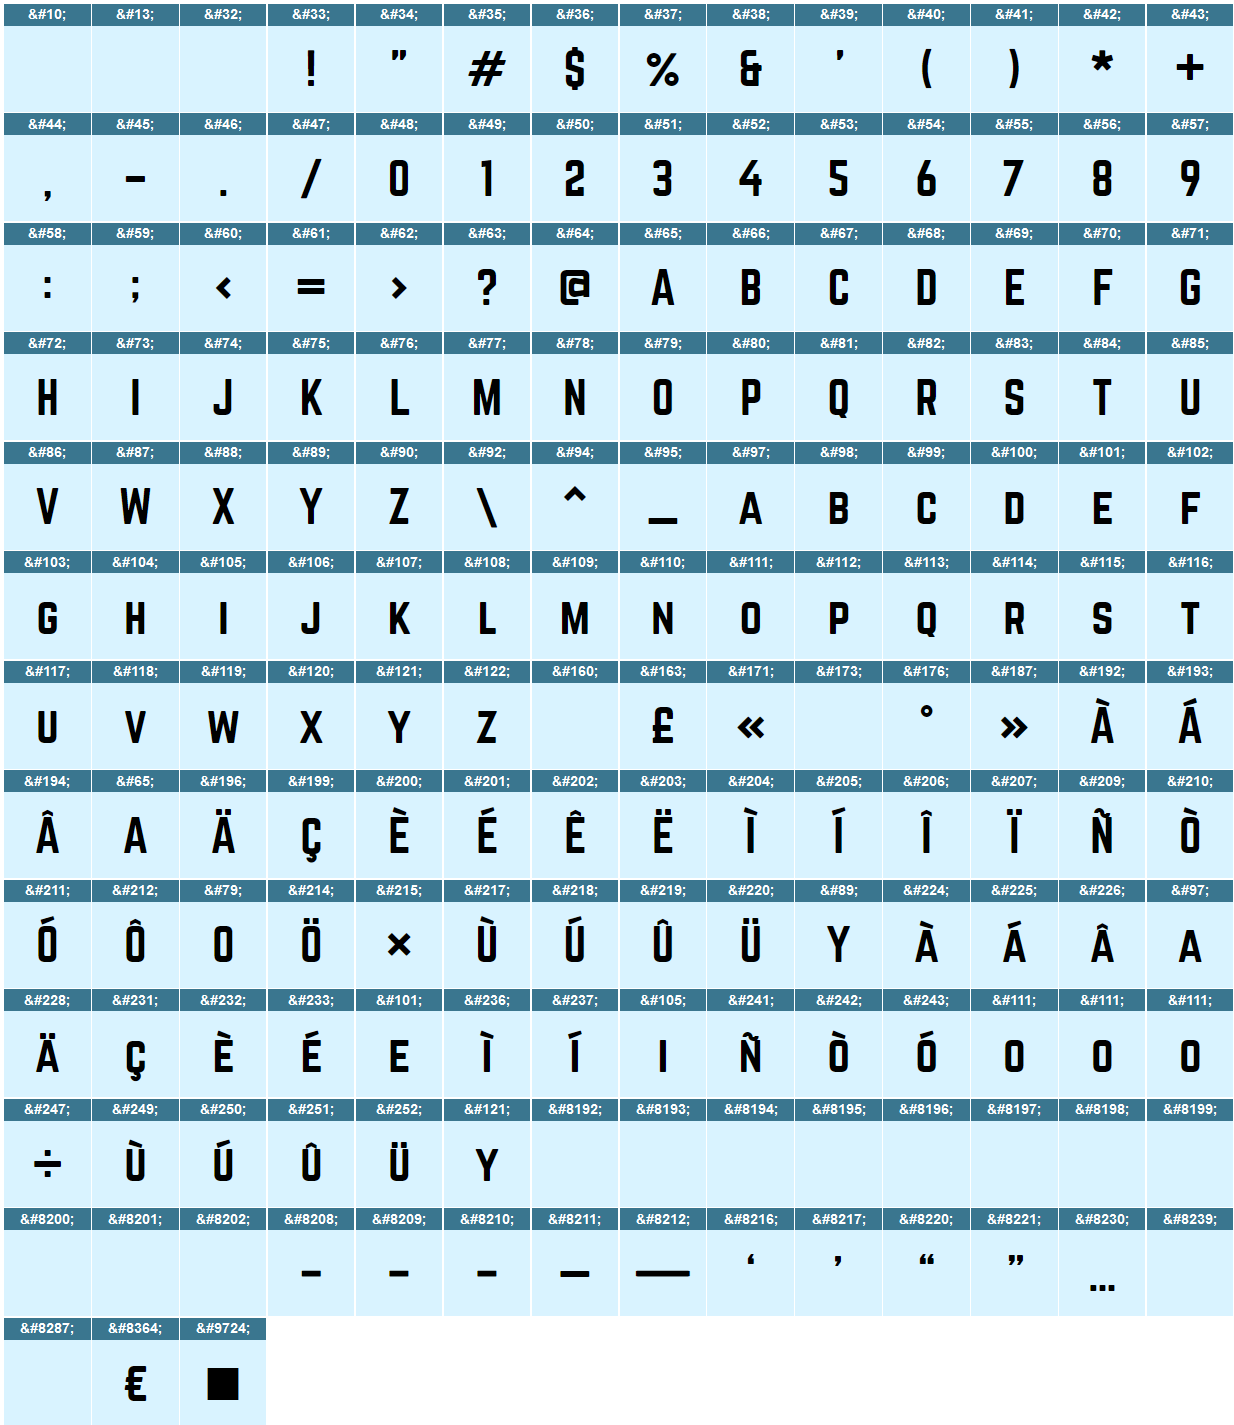 &#10; &#13; &#32; &#33; &#34; &#35; &#36; &#37; &#38; &#39; &#40; &#41; &#42; &#43;
! " # $ % & ' ( ) * +
&#44; &#45; &#46; &#47; &#48; &#49; &#50; &#51; &#52; &#53; &#54; &#55; &#56; &#57;
, - . / 0 1 2 3 4 5 6 7 8 9
&#58; &#59; &#60; &#61; &#62; &#63; &#64; &#65; &#66; &#67; &#68; &#69; &#70; &#71;
: ; < = > ? @ A B C D E F G
&#72; &#73; &#74; &#75; &#76; &#77; &#78; &#79; &#80; &#81; &#82; &#83; &#84; &#85;
H I J K L M N O P Q R S T U
&#86; &#87; &#88; &#89; &#90; &#92; &#94; &#95; &#97; &#98; &#99; &#100; &#101; &#102;
V W X Y Z \ ^ _ A B C D E F
&#103; &#104; &#105; &#106; &#107; &#108; &#109; &#110; &#111; &#112; &#113; &#114; &#115; &#116;
G H I J K L M N O P Q R S T
&#117; &#118; &#119; &#120; &#121; &#122; &#160; &#163; &#171; &#173; &#176; &#187; &#192; &#193;
U V W X Y Z £ « ° » À Á
&#194; &#65; &#196; &#199; &#200; &#201; &#202; &#203; &#204; &#205; &#206; &#207; &#209; &#210;
Â A Ä Ç È É Ê Ë Ì Í Î Ï Ñ Ò
&#211; &#212; &#79; &#214; &#215; &#217; &#218; &#219; &#220; &#89; &#224; &#225; &#226; &#97;
Ó Ô O Ö × Ù Ú Û Ü Y À Á Â A
&#228; &#231; &#232; &#233; &#101; &#236; &#237; &#105; &#241; &#242; &#243; &#111; &#111; &#111;
Ä Ç È É E Ì Í I Ñ Ò Ó O O O
&#247; &#249; &#250; &#251; &#252; &#121; &#8192; &#8193; &#8194; &#8195; &#8196; &#8197; &#8198; &#8199;
÷ Ù Ú Û Ü Y
&#8200; &#8201; &#8202; &#8208; &#8209; &#8210; &#8211; &#8212; &#8216; &#8217; &#8220; &#8221; &#8230; &#8239;
‐ ‑ ‒ – — ‘ ’ “ ” …
&#8287; &#8364; &#9724;
€ ◼